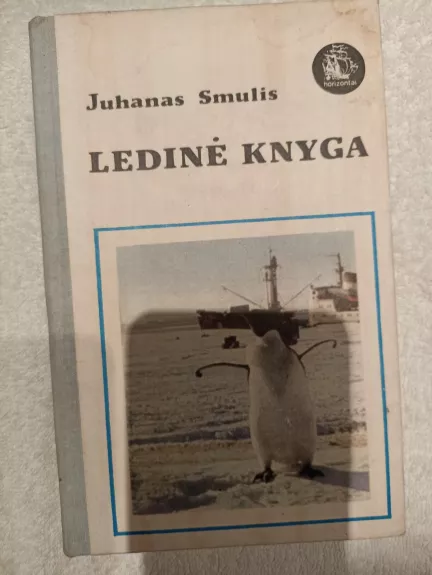 horizontai
Juhanas Smulis
LEDINĖ KNYGA